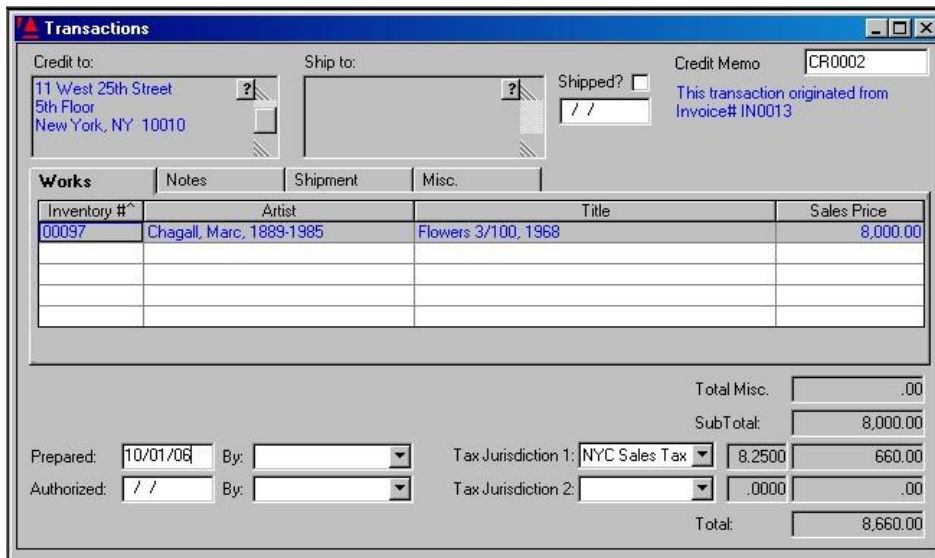 Transactions
Credit to:
11 West 25th Street
5th Floor
New York, NY 10010
?
Ship to:
?
Shipped?
/ /
Credit Memo CR0002
This transaction originated from
Invoice# IN0013
Works Notes Shipment Misc.
Inventory #^ Artist Title Sales Price
00097 Chagall, Marc, 1889-1985 Flowers 3/100, 1968 8,000.00
Total Misc. .00
SubTotal: 8,000.00
Prepared: 10/01/06 By: Tax Jurisdiction 1: NYC Sales Tax 8.2500 660.00
Authorized: / / By: Tax Jurisdiction 2: .0000 .00
Total: 8,660.00